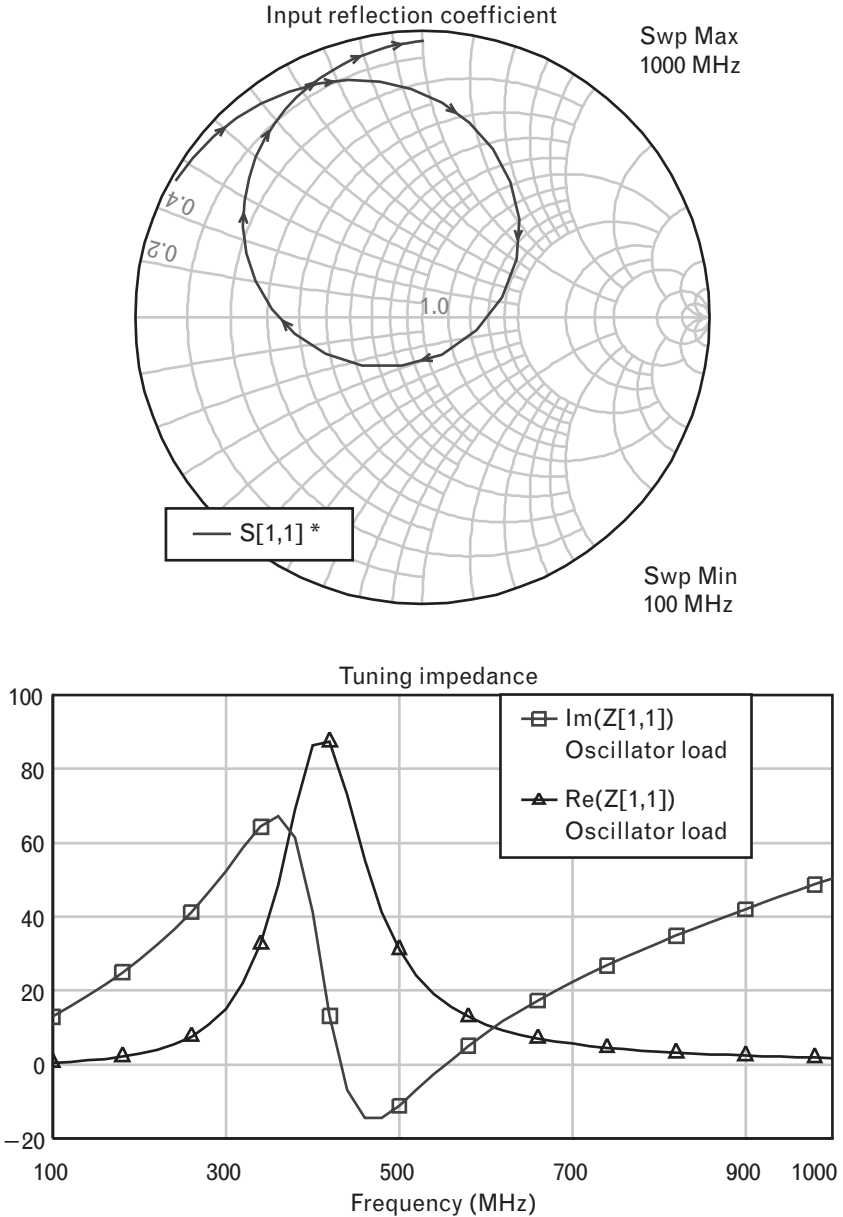 Input reflection coefficient
Swp Max
1000 MHz
0.4
0.2
1.0
S[1,1] *
Swp Min
100 MHz
Tuning impedance
100
80
60
40
20
0
−20
Im(Z[1,1])
Oscillator load
Re(Z[1,1])
Oscillator load
100 300 500 700 900 1000
Frequency (MHz)